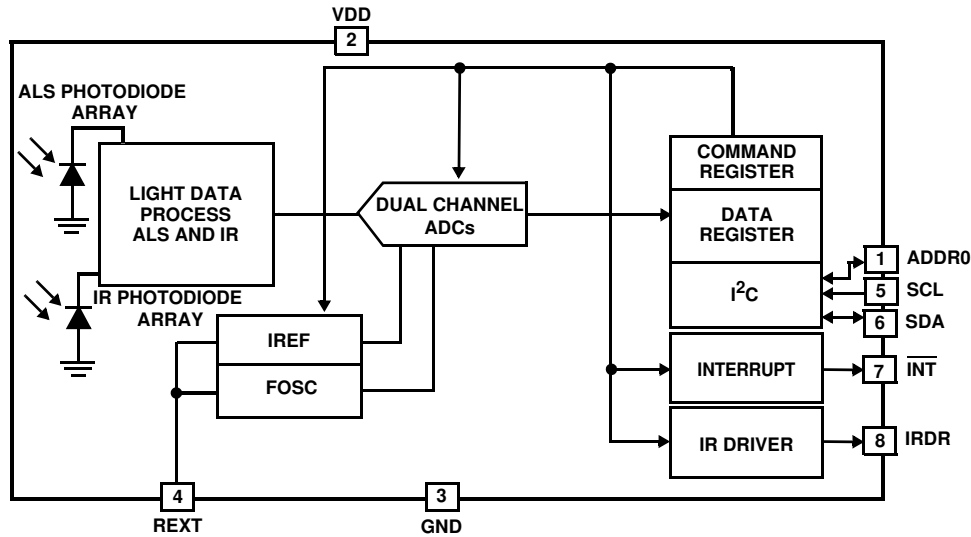 VDD
2
ALS PHOTODIODE
ARRAY
LIGHT DATA
PROCESS
ALS AND IR
DUAL CHANNEL
ADCs
COMMAND
REGISTER
DATA
REGISTER
I²C
1 ADDR0
5 SCL
6 SDA
IR PHOTODIODE
ARRAY
IREF
FOSC
INTERRUPT
7 INT
IR DRIVER
8 IRDR
4
REXT
3
GND